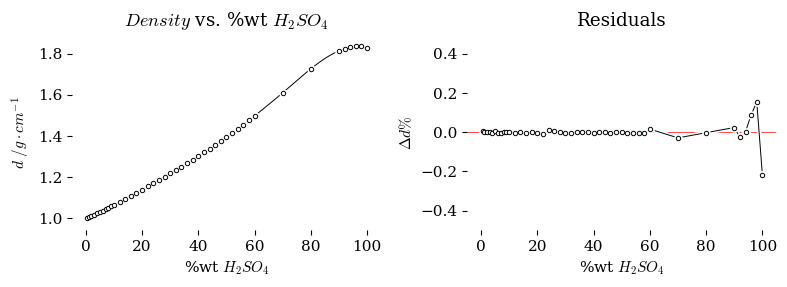 Density vs. %wt H₂SO₄
1.8
1.6
1.4
1.2
1.0
d / g · cm⁻¹
0 20 40 60 80 100
%wt H₂SO₄
Residuals
0.4
0.2
0.0
−0.2
−0.4
Δd%
0 20 40 60 80 100
%wt H₂SO₄